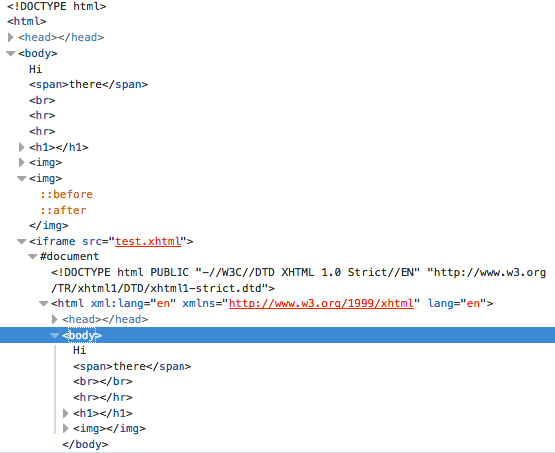 <!DOCTYPE html>
<html>
<head></head>
<body>
Hi
<span>there</span>
<br>
<hr>
<hr>
<h1></h1>
<img>
<img>
::before
::after
</img>
<iframe src="test.xhtml">
#document
<!DOCTYPE html PUBLIC "-//W3C//DTD XHTML 1.0 Strict//EN" "http://www.w3.org
/TR/xhtml1/DTD/xhtml1-strict.dtd">
<html xml:lang="en" xmlns="http://www.w3.org/1999/xhtml" lang="en">
<head></head>
<body>
Hi
<span>there</span>
<br></br>
<hr></hr>
<h1></h1>
<img></img>
</body>